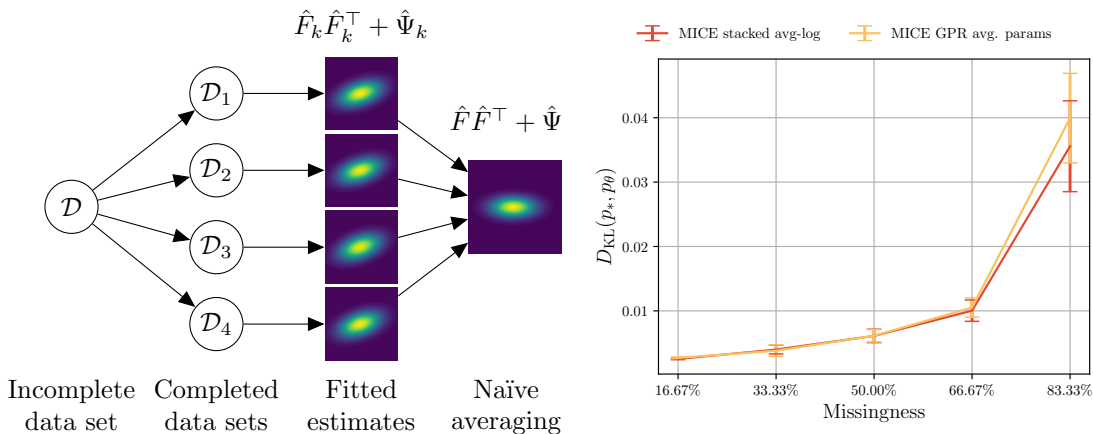 F̂ₖF̂ₖ⊤ + Ψ̂ₖ
𝒟
𝒟₁
𝒟₂
𝒟₃
𝒟₄
F̂F̂⊤ + Ψ̂
Incomplete
data set
Completed
data sets
Fitted
estimates
Naïve
averaging
MICE stacked avg-log
MICE GPR avg. params
D_KL(p_*, p_θ)
0.04
0.03
0.02
0.01
16.67%
33.33%
50.00%
66.67%
83.33%
Missingness